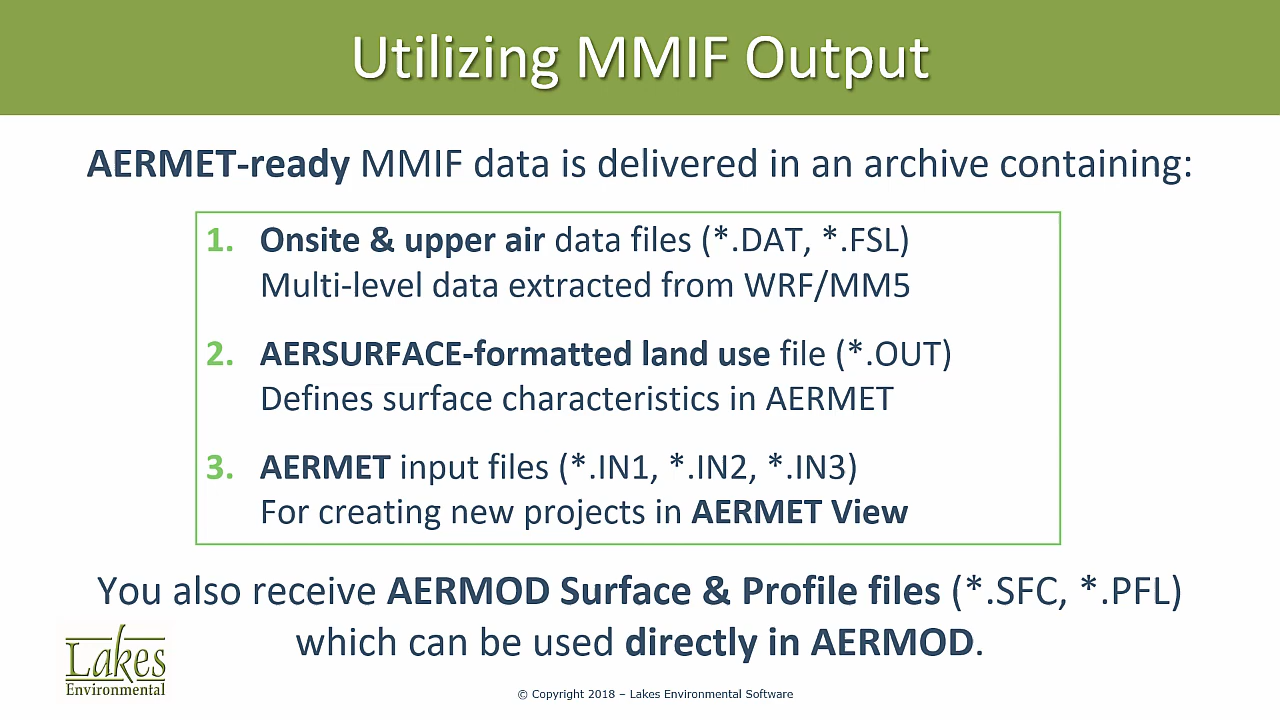 Utilizing MMIF Output
AERMET-ready MMIF data is delivered in an archive containing:
1. Onsite & upper air data files (*.DAT, *.FSL)
Multi-level data extracted from WRF/MM5
2. AERSURFACE-formatted land use file (*.OUT)
Defines surface characteristics in AERMET
3. AERMET input files (*.IN1, *.IN2, *.IN3)
For creating new projects in AERMET View
You also receive AERMOD Surface & Profile files (*.SFC, *.PFL)
which can be used directly in AERMOD.
Lakes
Environmental
© Copyright 2018 – Lakes Environmental Software